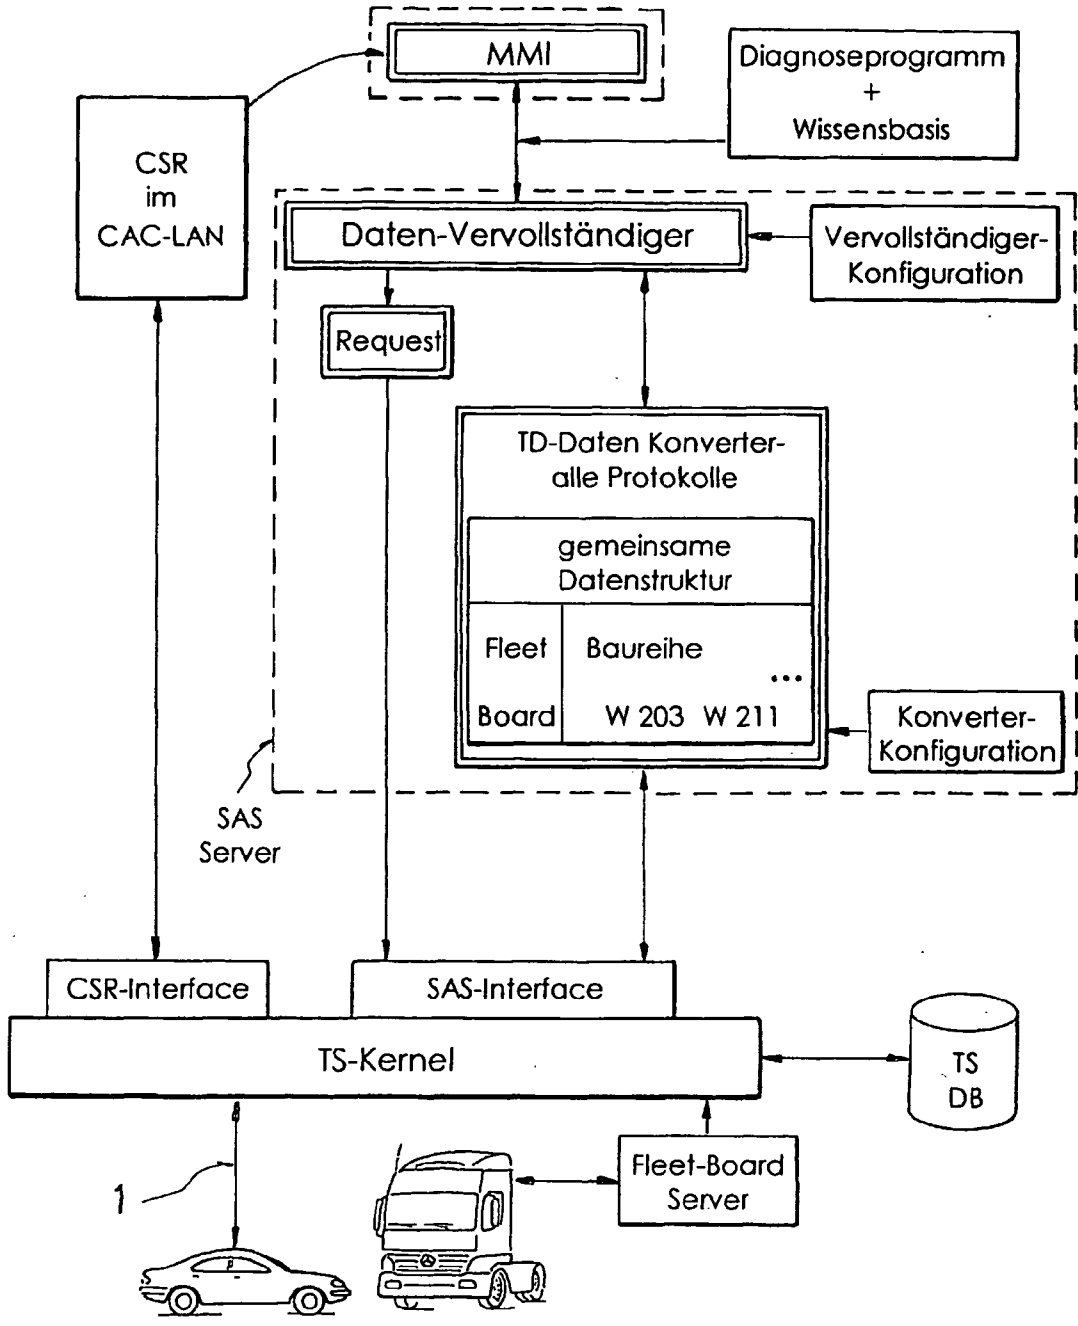 MMI
Diagnoseprogramm
+
Wissensbasis
CSR
im
CAC-LAN
Daten-Vervollständiger
Vervollständiger-
Konfiguration
Request
TD-Daten Konverter-
alle Protokolle
gemeinsame
Datenstruktur
Fleet
Board
Baureihe
...
W 203 W 211
Konverter-
Konfiguration
SAS
Server
CSR-Interface
SAS-Interface
TS-Kernel
TS
DB
Fleet-Board
Server
1